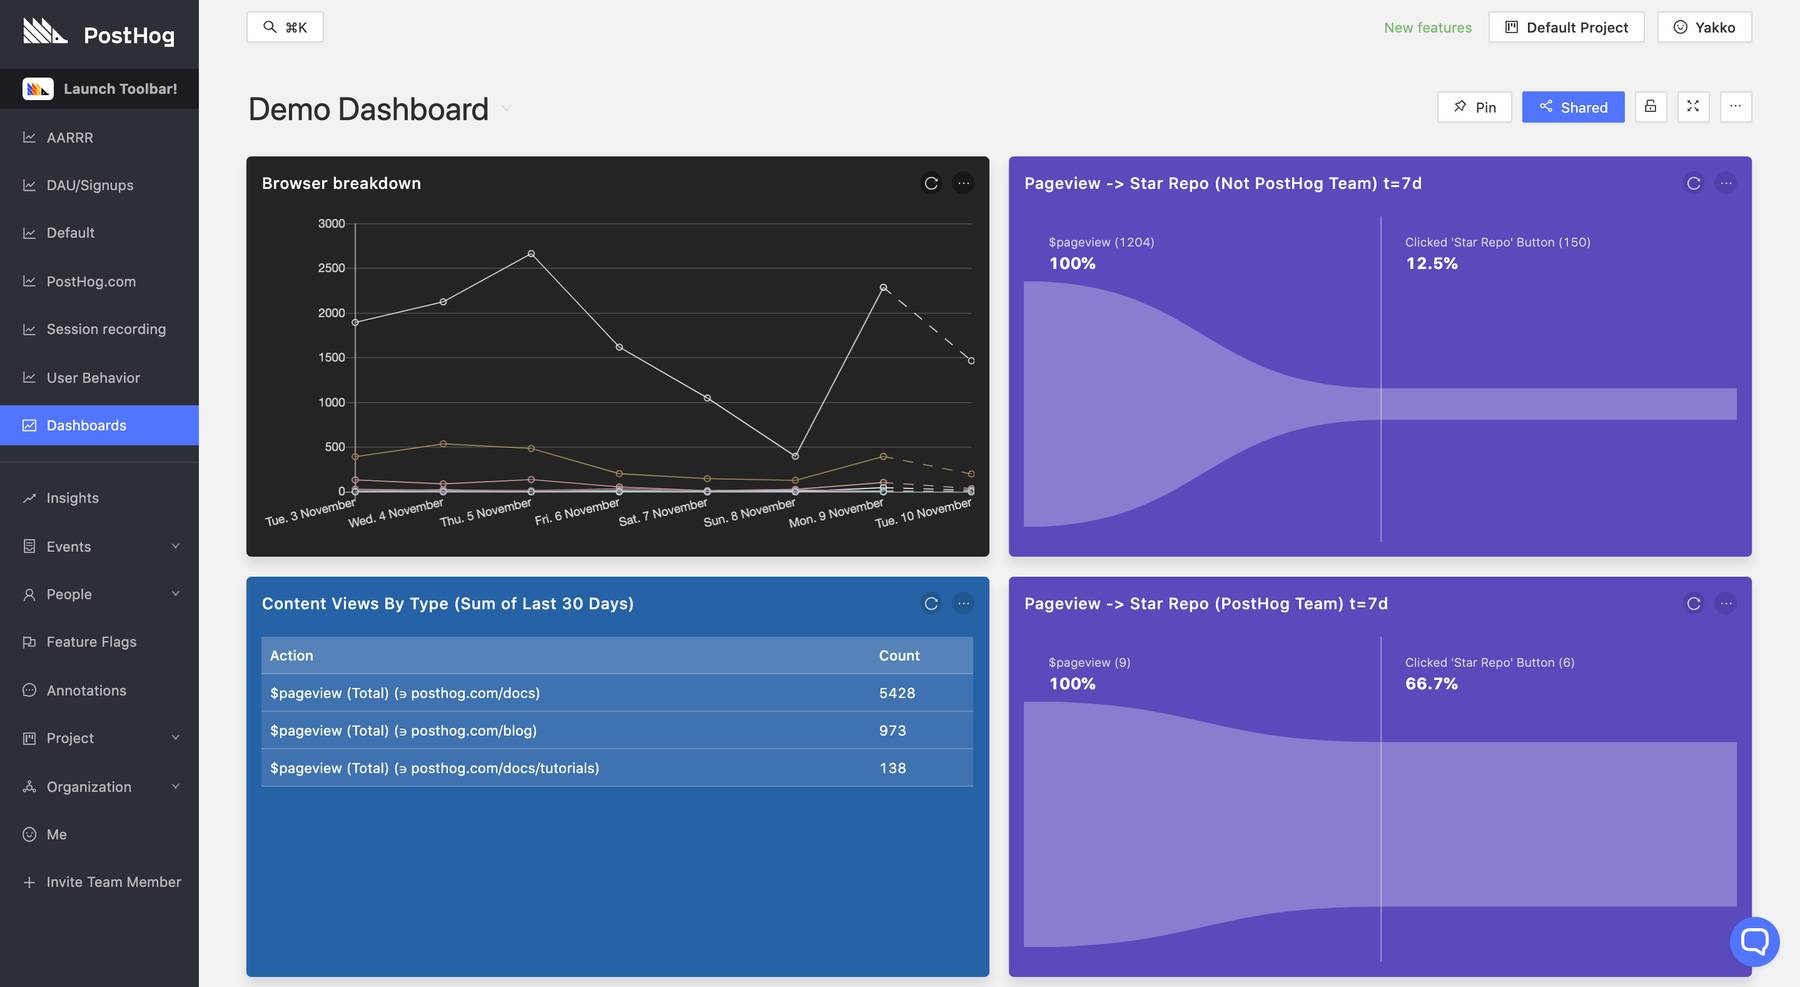 PostHog
Launch Toolbar!
AARRR
DAU/Signups
Default
PostHog.com
Session recording
User Behavior
Dashboards
Insights
Events
People
Feature Flags
Annotations
Project
Organization
Me
Invite Team Member
⌘K
New features
Default Project
Yakko
Demo Dashboard
Pin
Shared
Browser breakdown
3000
2500
2000
1500
1000
500
0
Tue. 3 November
Wed. 4 November
Thu. 5 November
Fri. 6 November
Sat. 7 November
Sun. 8 November
Mon. 9 November
Tue. 10 November
Pageview -> Star Repo (Not PostHog Team) t=7d
$pageview (1204)
100%
Clicked 'Star Repo' Button (150)
12.5%
Content Views By Type (Sum of Last 30 Days)
Action Count
$pageview (Total) (∋ posthog.com/docs) 5428
$pageview (Total) (∋ posthog.com/blog) 973
$pageview (Total) (∋ posthog.com/docs/tutorials) 138
Pageview -> Star Repo (PostHog Team) t=7d
$pageview (9)
100%
Clicked 'Star Repo' Button (6)
66.7%